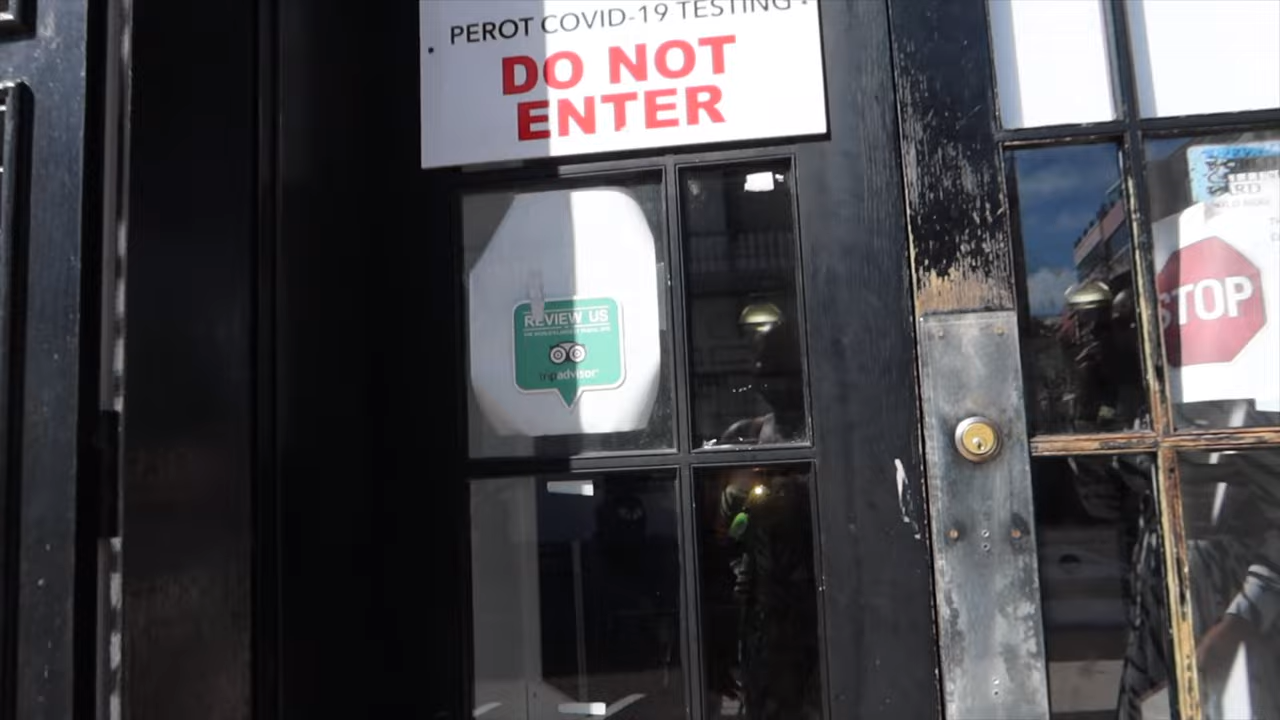 PEROT COVID-19 TESTING
DO NOT
ENTER
REVIEW US
tripadvisor
STOP